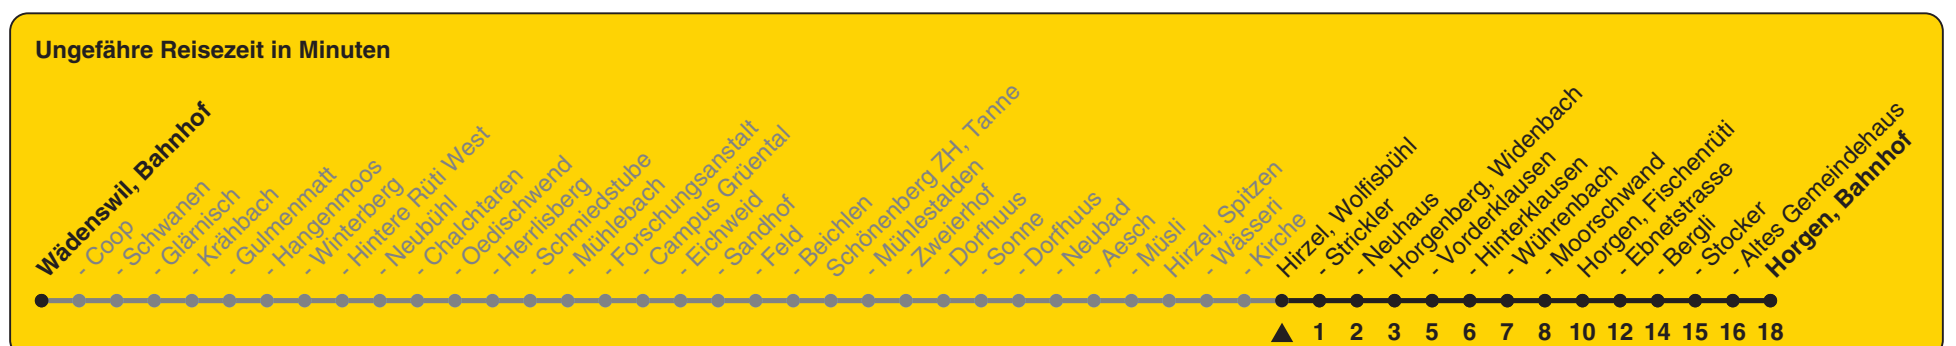 Ungefähre Reisezeit in Minuten
Wädenswil, Bahnhof
- Coop
- Schwanen
- Glärnisch
- Krähbach
- Gulmenmatt
- Hangenmoos
- Winterberg
- Hintere Rüti West
- Neubühl
- Chalchtaren
- Oedischwend
- Herrlisberg
- Schmiedstube
- Mühlebach
- Forschungsanstalt
- Campus Grüental
- Eichweid
- Sandhof
- Feld
- Beichlen
Schönenberg ZH, Tanne
- Mühlestalden
- Zweierhof
- Dorfhuus
- Sonne
- Dorfhuus
- Neubad
- Aesch
- Müsli
Hirzel, Spitzen
- Wässeri
- Kirche
Hirzel, Wolfisbühl
- Strickler
- Neuhaus
Horgenberg, Widenbach
- Vorderklausen
- Hinterklausen
- Wührenbach
- Moorschwand
Horgen, Fischenrüti
- Ebnetstrasse
- Bergli
- Stocker
- Altes Gemeindehaus
Horgen, Bahnhof
1 2 3 5 6 7 8 10 12 14 15 16 18